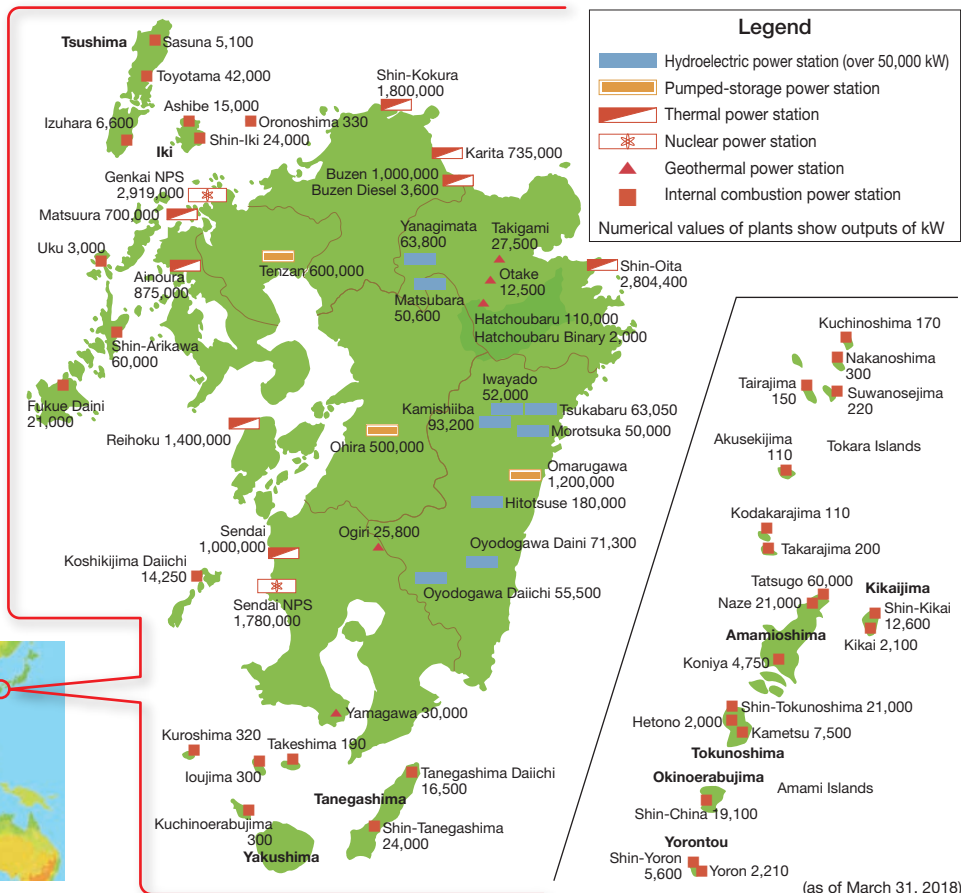 Legend
Hydroelectric power station (over 50,000 kW)
Pumped-storage power station
Thermal power station
Nuclear power station
Geothermal power station
Internal combustion power station
Numerical values of plants show outputs of kW
Tsushima
Sasuna 5,100
Toyotama 42,000
Ashibe 15,000
Izuhara 6,600
Oronoshima 330
Shin-Iki 24,000
Iki
Shin-Kokura
1,800,000
Karita 735,000
Buzen 1,000,000
Buzen Diesel 3,600
Genkai NPS
2,919,000
Matsuura 700,000
Uku 3,000
Ainoura
875,000
Tenzan 600,000
Yanagimata
63,800
Takigami
27,500
Otake
12,500
Matsubara
50,600
Hatchoubaru 110,000
Hatchoubaru Binary 2,000
Shin-Oita
2,804,400
Shin-Arikawa
60,000
Fukue Daini
21,000
Reihoku 1,400,000
Ohira 500,000
Iwayado
52,000
Kamishiiba
93,200
Tsukabaru 63,050
Morotsuka 50,000
Omarugawa
1,200,000
Hitotsuse 180,000
Sendai
1,000,000
Ogiri 25,800
Oyodogawa Daini 71,300
Koshikijima Daiichi
14,250
Oyodogawa Daiichi 55,500
Sendai NPS
1,780,000
Yamagawa 30,000
Kuroshima 320
Takeshima 190
Ioujima 300
Tanegashima Daiichi
16,500
Tanegashima
Kuchinoerabujima
300
Shin-Tanegashima
24,000
Yakushima
Kuchinoshima 170
Nakanoshima
300
Tairajima
150
Suwanosejima
220
Akusekijima
110
Tokara Islands
Kodakarajima 110
Takarajima 200
Tatsugo 60,000
Naze 21,000
Kikaijima
Shin-Kikai
12,600
Kikai 2,100
Amamioshima
Koniya 4,750
Shin-Tokunoshima 21,000
Hetono 2,000
Kametsu 7,500
Tokunoshima
Okinoerabujima
Amami Islands
Shin-China 19,100
Yorontou
Shin-Yoron
5,600
Yoron 2,210
(as of March 31, 2018)